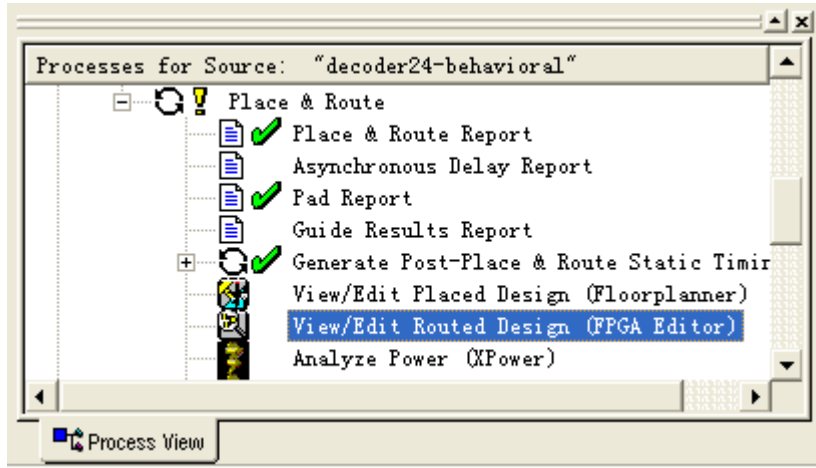 Processes for Source: "decoder24-behavioral"
Place & Route
Place & Route Report
Asynchronous Delay Report
Pad Report
Guide Results Report
Generate Post-Place & Route Static Timin
View/Edit Placed Design (Floorplanner)
View/Edit Routed Design (FPGA Editor)
Analyze Power (XPower)
Process View